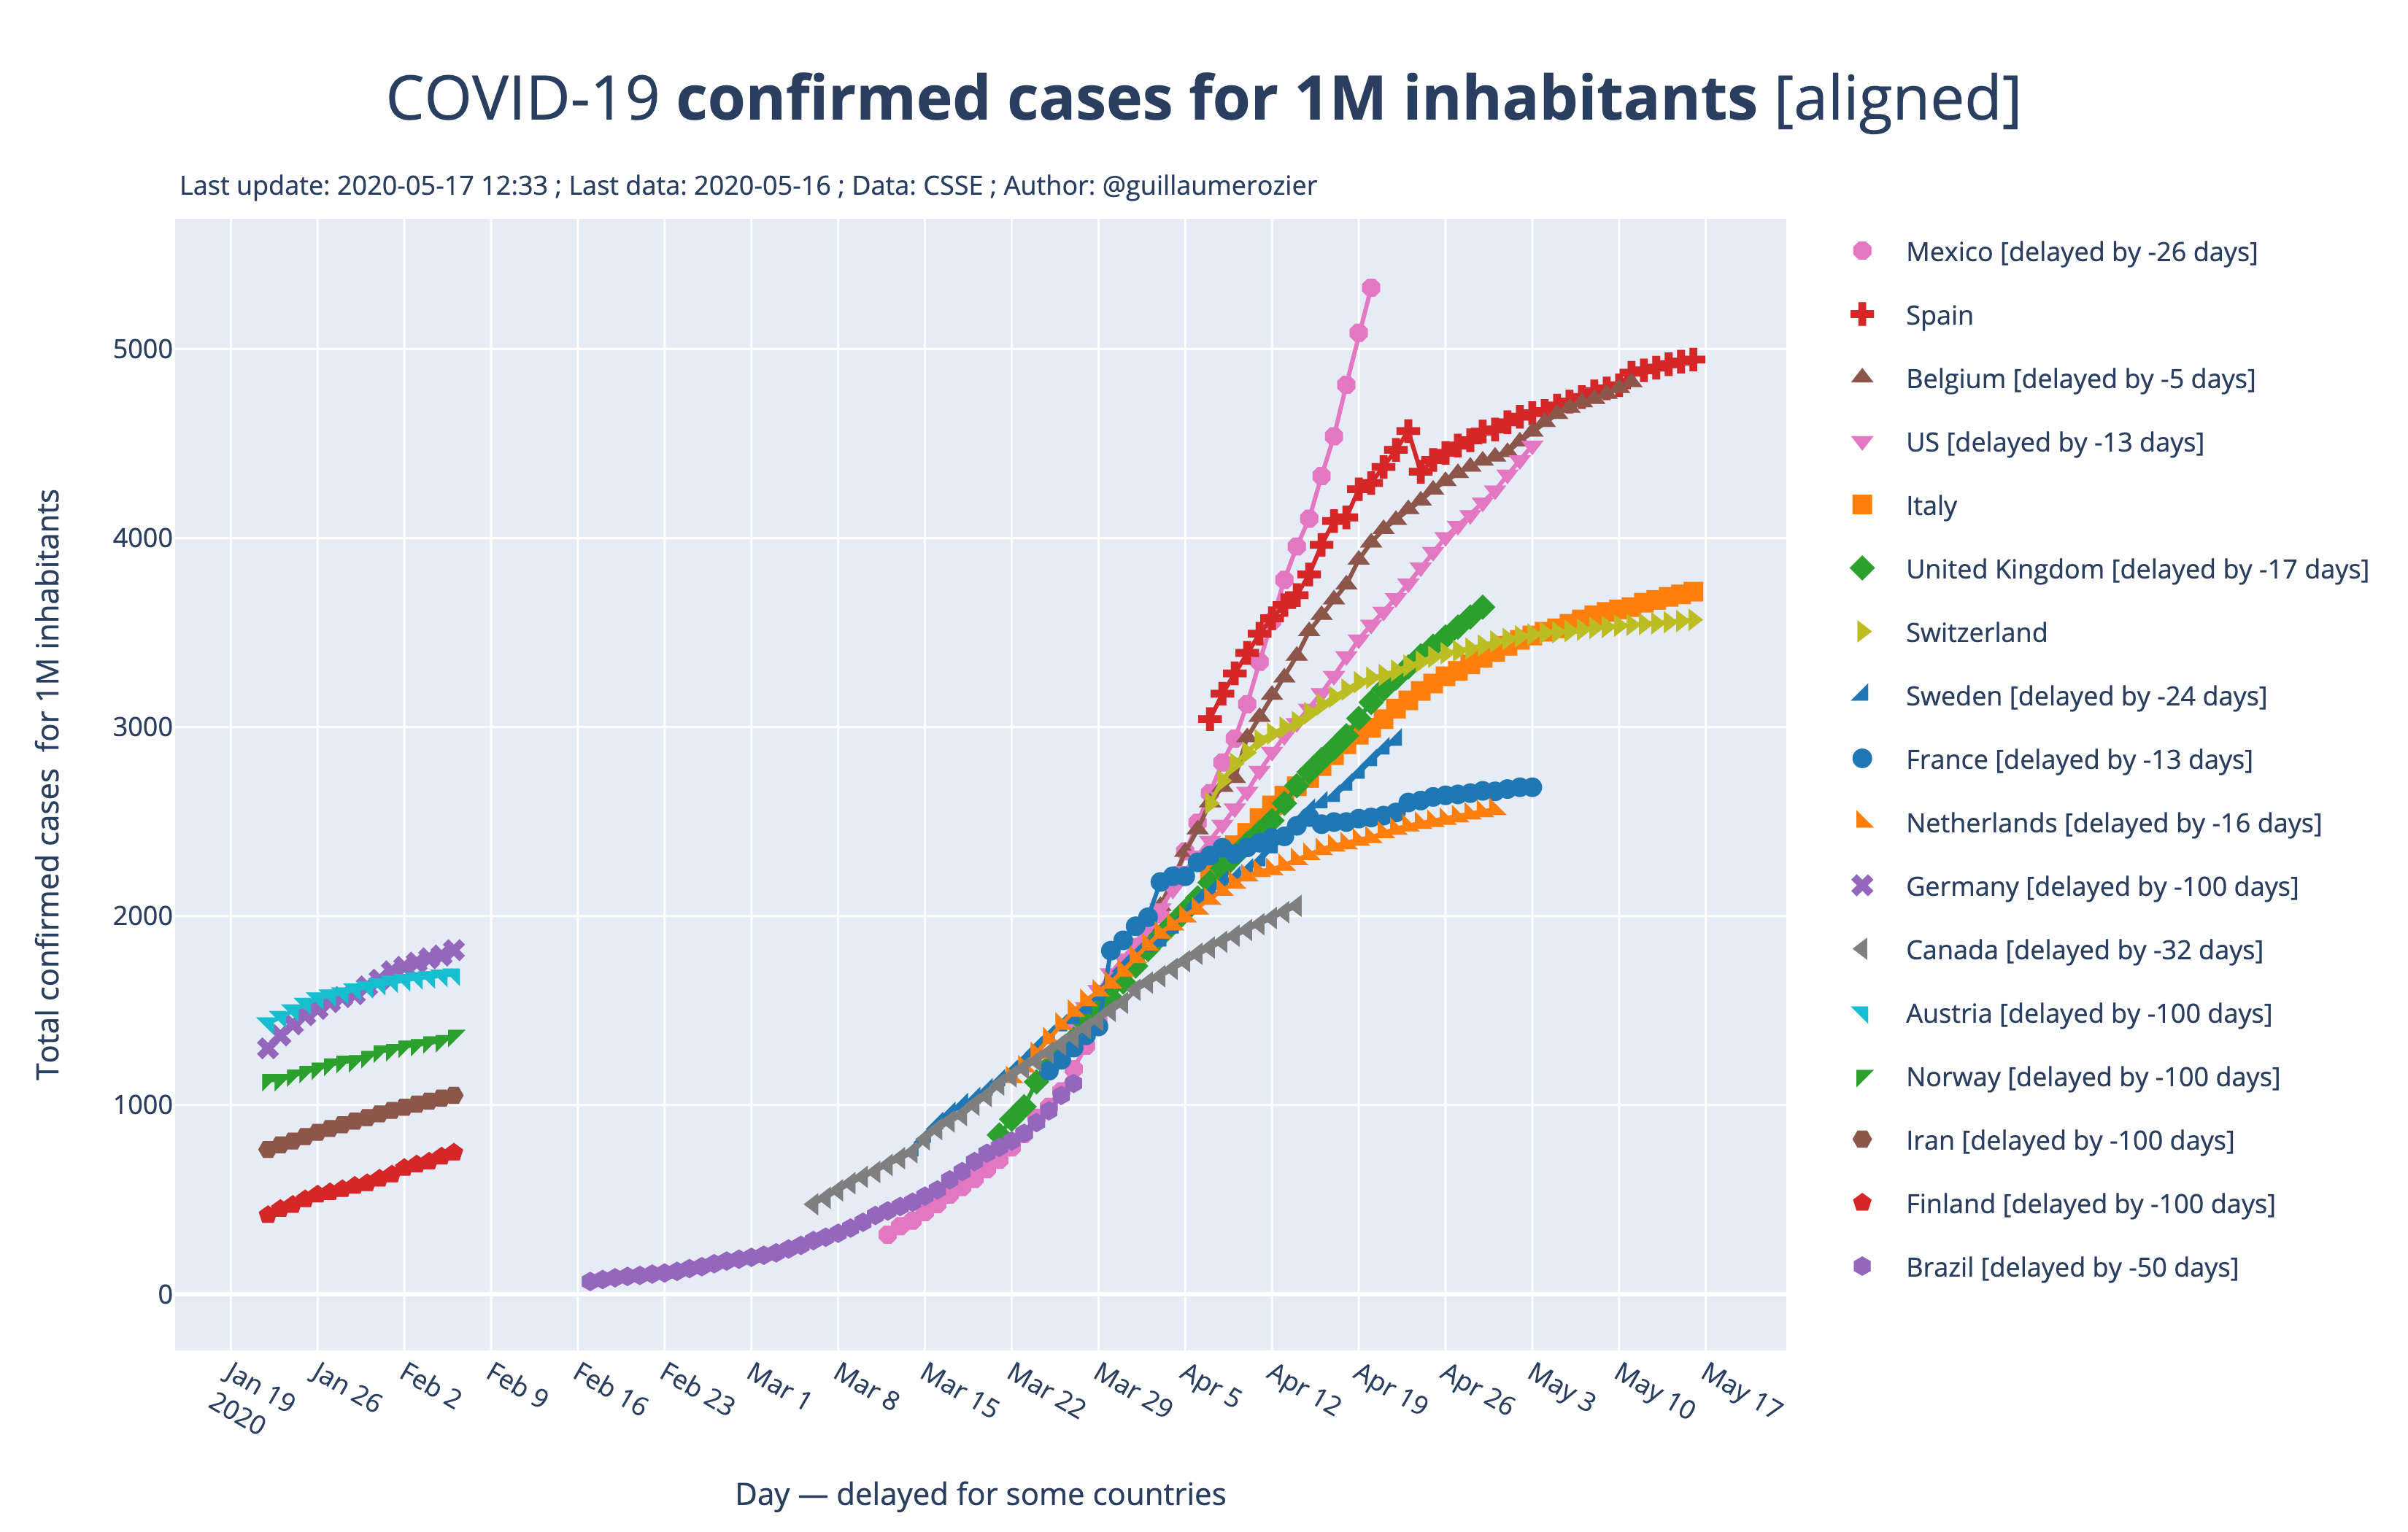 COVID-19 confirmed cases for 1M inhabitants [aligned]
Last update: 2020-05-17 12:33 ; Last data: 2020-05-16 ; Data: CSSE ; Author: @guillaumerozier
Total confirmed cases for 1M inhabitants
5000
4000
3000
2000
1000
0
Jan 19
2020
Jan 26
Feb 2
Feb 9
Feb 16
Feb 23
Mar 1
Mar 8
Mar 15
Mar 22
Mar 29
Apr 5
Apr 12
Apr 19
Apr 26
May 3
May 10
May 17
Day — delayed for some countries
Mexico [delayed by -26 days]
Spain
Belgium [delayed by -5 days]
US [delayed by -13 days]
Italy
United Kingdom [delayed by -17 days]
Switzerland
Sweden [delayed by -24 days]
France [delayed by -13 days]
Netherlands [delayed by -16 days]
Germany [delayed by -100 days]
Canada [delayed by -32 days]
Austria [delayed by -100 days]
Norway [delayed by -100 days]
Iran [delayed by -100 days]
Finland [delayed by -100 days]
Brazil [delayed by -50 days]